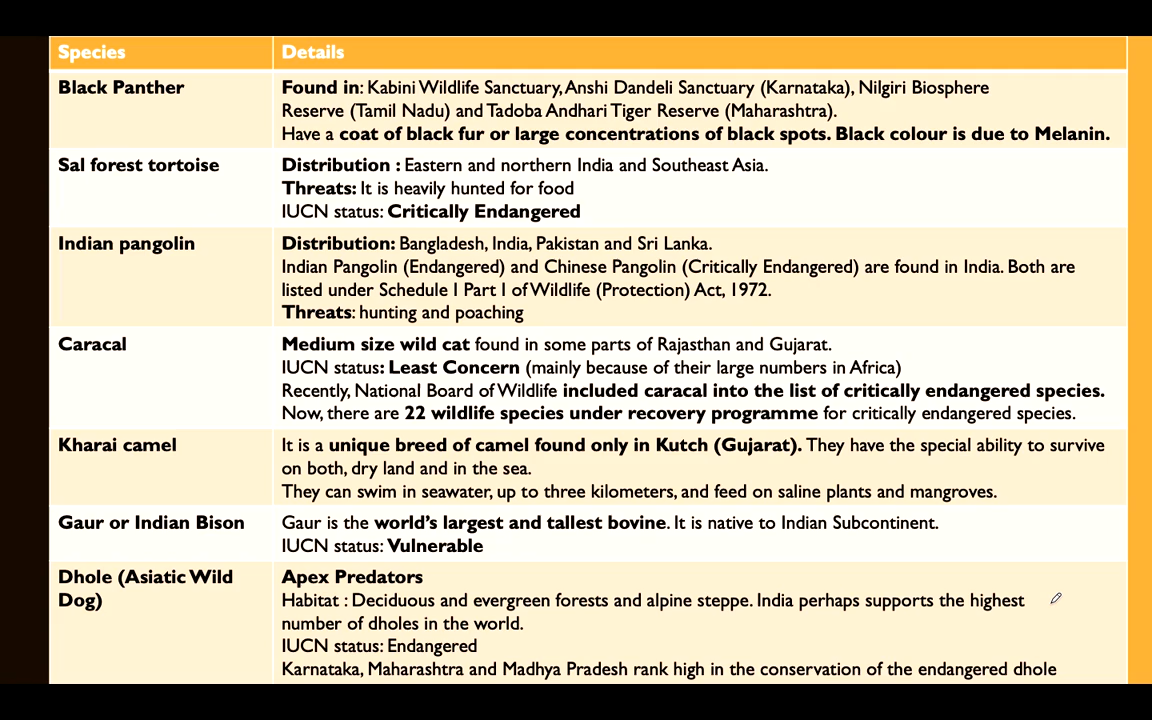 Species
Details
Black Panther
Found in: Kabini Wildlife Sanctuary, Anshi Dandeli Sanctuary (Karnataka), Nilgiri Biosphere
Reserve (Tamil Nadu) and Tadoba Andhari Tiger Reserve (Maharashtra).
Have a coat of black fur or large concentrations of black spots. Black colour is due to Melanin.
Sal forest tortoise
Distribution : Eastern and northern India and Southeast Asia.
Threats: It is heavily hunted for food
IUCN status: Critically Endangered
Indian pangolin
Distribution: Bangladesh, India, Pakistan and Sri Lanka.
Indian Pangolin (Endangered) and Chinese Pangolin (Critically Endangered) are found in India. Both are
listed under Schedule I Part I of Wildlife (Protection) Act, 1972.
Threats: hunting and poaching
Caracal
Medium size wild cat found in some parts of Rajasthan and Gujarat.
IUCN status: Least Concern (mainly because of their large numbers in Africa)
Recently, National Board of Wildlife included caracal into the list of critically endangered species.
Now, there are 22 wildlife species under recovery programme for critically endangered species.
Kharai camel
It is a unique breed of camel found only in Kutch (Gujarat). They have the special ability to survive
on both, dry land and in the sea.
They can swim in seawater, up to three kilometers, and feed on saline plants and mangroves.
Gaur or Indian Bison
Gaur is the world's largest and tallest bovine. It is native to Indian Subcontinent.
IUCN status: Vulnerable
Dhole (Asiatic Wild
Dog)
Apex Predators
Habitat : Deciduous and evergreen forests and alpine steppe. India perhaps supports the highest
number of dholes in the world.
IUCN status: Endangered
Karnataka, Maharashtra and Madhya Pradesh rank high in the conservation of the endangered dhole